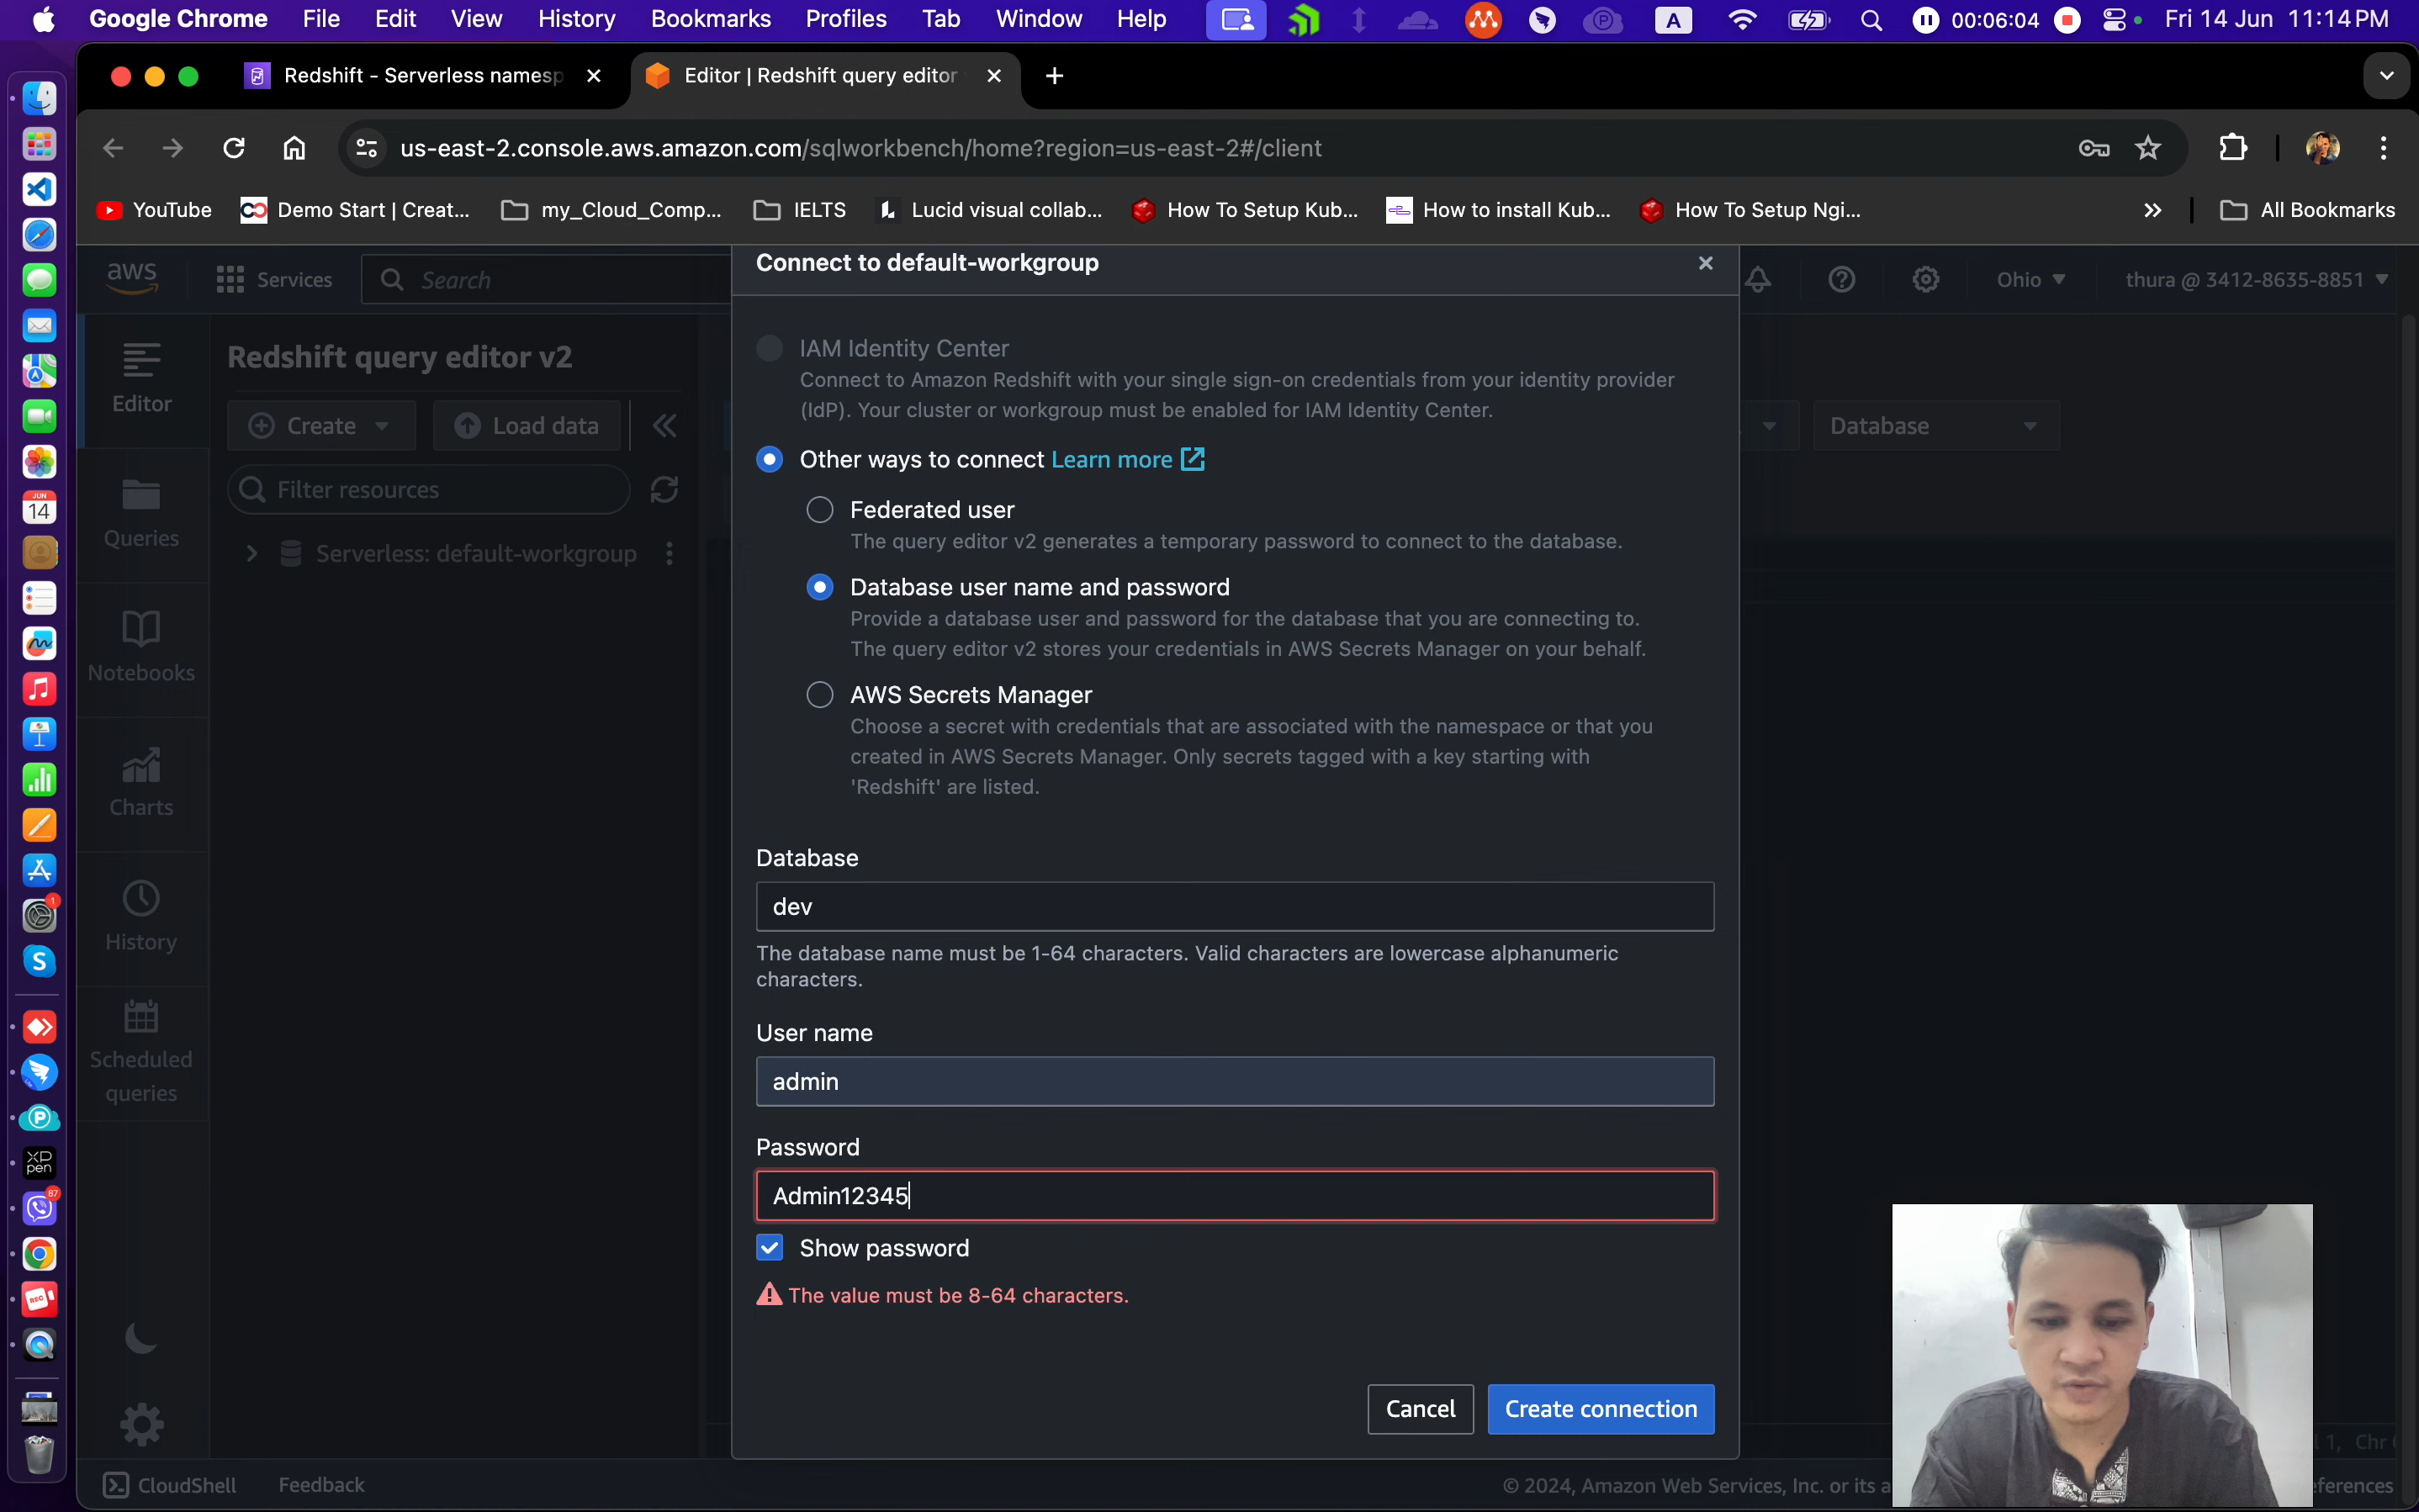 Google Chrome File Edit View History Bookmarks Profiles Tab Window Help A 00:06:04 Fri 14 Jun 11:14 PM
Redshift - Serverless namesp
Editor | Redshift query editor
us-east-2.console.aws.amazon.com/sqlworkbench/home?region=us-east-2#/client
YouTube
Demo Start | Creat...
my_Cloud_Comp...
IELTS
Lucid visual collab...
How To Setup Kub...
How to install Kub...
How To Setup Ngi...
All Bookmarks
aws
Services
Search
Ohio
thura @ 3412-8635-8851
Editor
Queries
Notebooks
Charts
History
Scheduled
queries
Redshift query editor v2
Create
Load data
Filter resources
Serverless: default-workgroup
Database
Connect to default-workgroup
IAM Identity Center
Connect to Amazon Redshift with your single sign-on credentials from your identity provider
(IdP). Your cluster or workgroup must be enabled for IAM Identity Center.
Other ways to connect Learn more
Federated user
The query editor v2 generates a temporary password to connect to the database.
Database user name and password
Provide a database user and password for the database that you are connecting to.
The query editor v2 stores your credentials in AWS Secrets Manager on your behalf.
AWS Secrets Manager
Choose a secret with credentials that are associated with the namespace or that you
created in AWS Secrets Manager. Only secrets tagged with a key starting with
'Redshift' are listed.
Database
dev
The database name must be 1-64 characters. Valid characters are lowercase alphanumeric
characters.
User name
admin
Password
Admin12345
Show password
The value must be 8-64 characters.
Cancel
Create connection
CloudShell
Feedback
© 2024, Amazon Web Services, Inc. or its a
ferences
JUN
14
1
XP
pen
87
REC